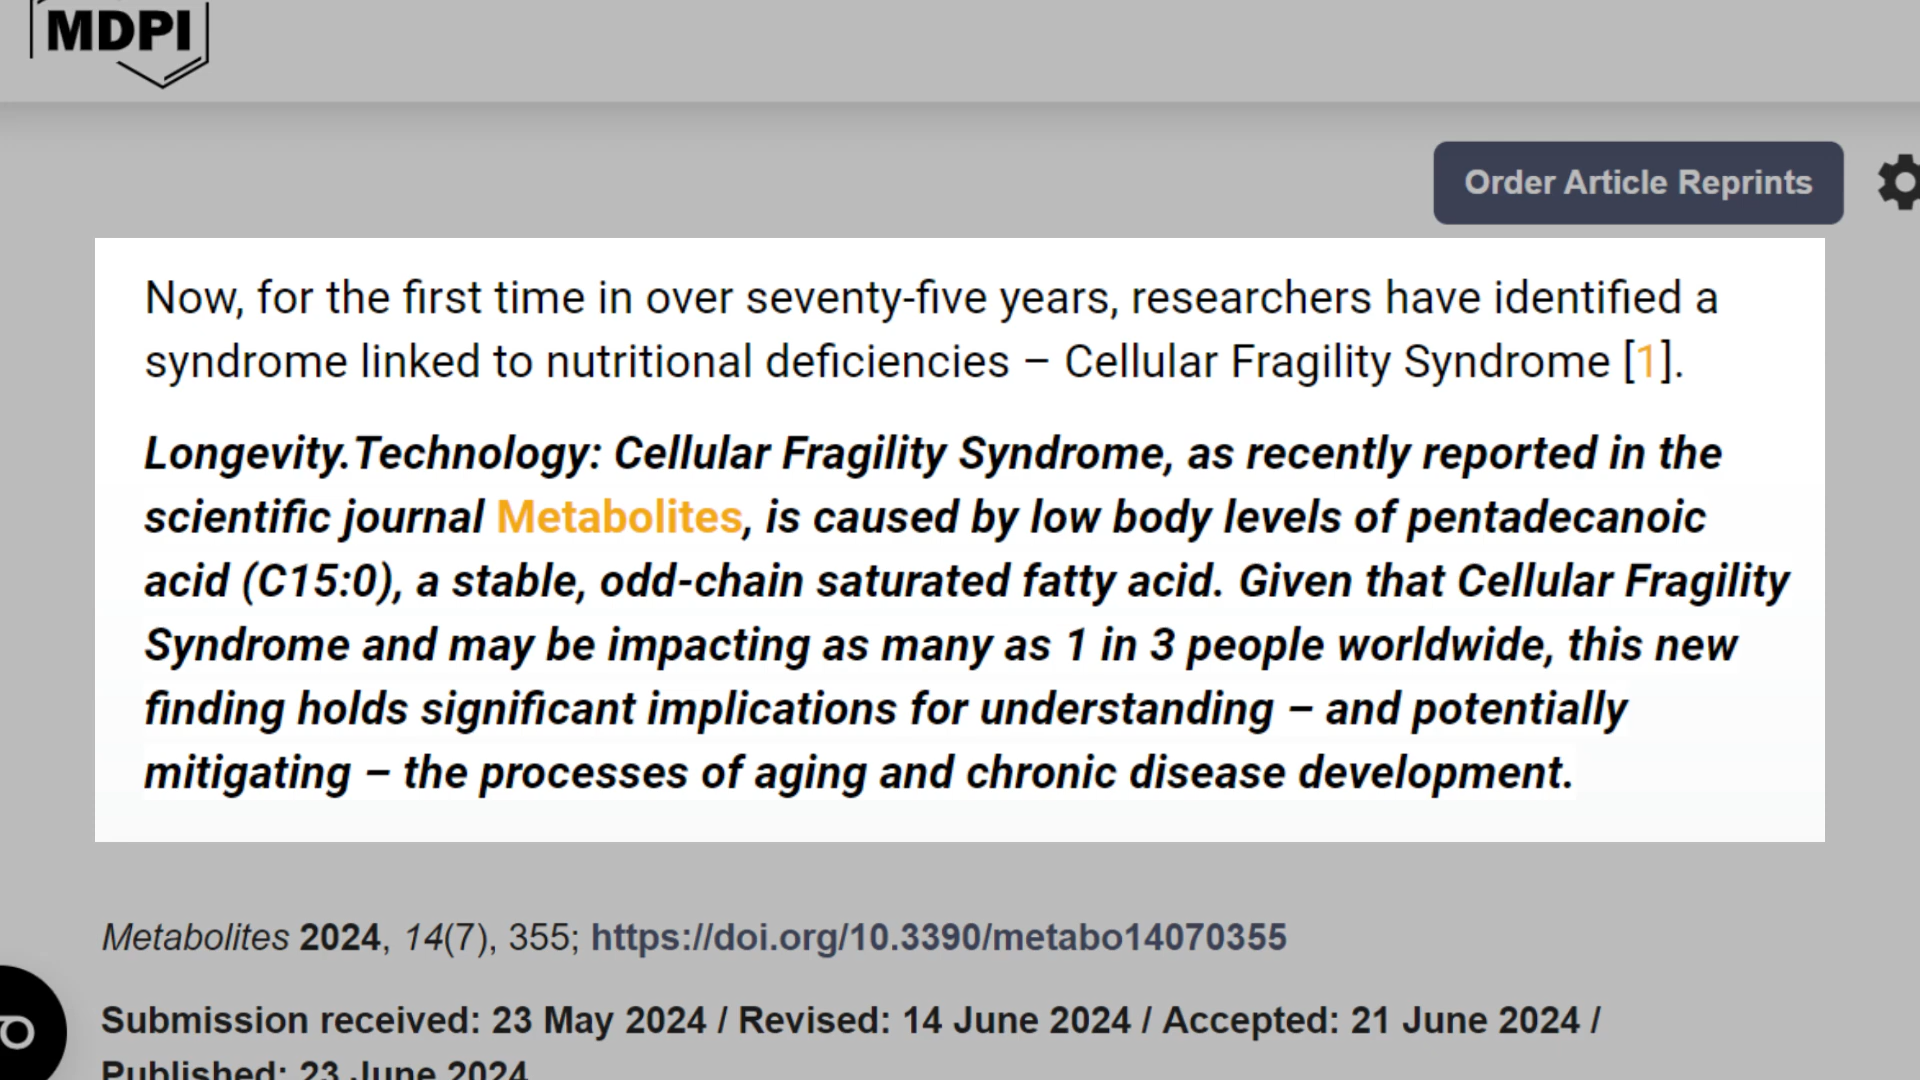 MDPI
Order Article Reprints
Now, for the first time in over seventy-five years, researchers have identified a
syndrome linked to nutritional deficiencies – Cellular Fragility Syndrome [1].
Longevity.Technology: Cellular Fragility Syndrome, as recently reported in the
scientific journal Metabolites, is caused by low body levels of pentadecanoic
acid (C15:0), a stable, odd-chain saturated fatty acid. Given that Cellular Fragility
Syndrome and may be impacting as many as 1 in 3 people worldwide, this new
finding holds significant implications for understanding – and potentially
mitigating – the processes of aging and chronic disease development.
Metabolites 2024, 14(7), 355; https://doi.org/10.3390/metabo14070355
Submission received: 23 May 2024 / Revised: 14 June 2024 / Accepted: 21 June 2024 /
Published: 23 June 2024